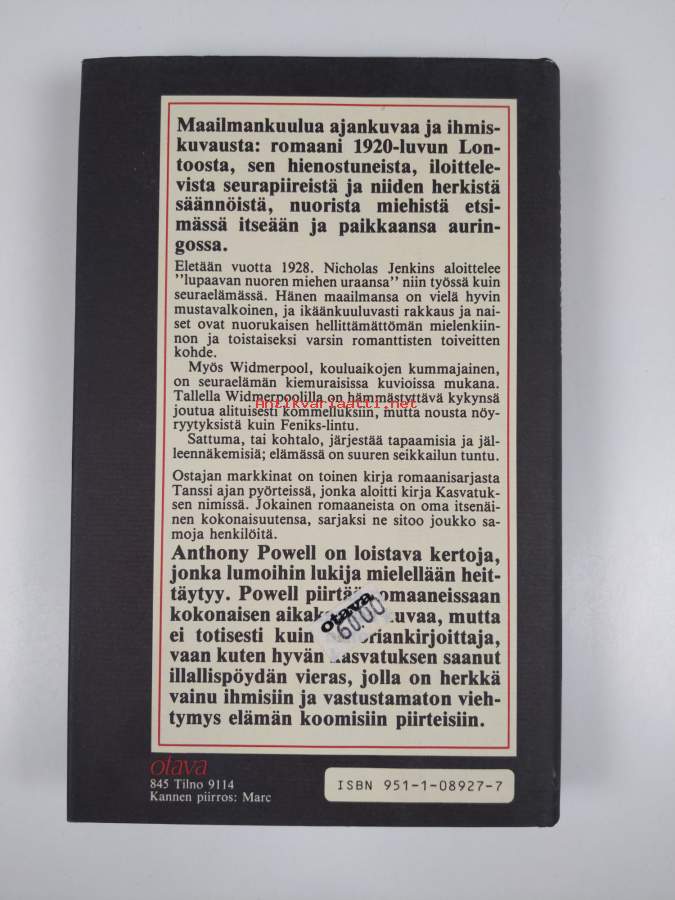 Maailmankuulua ajankuvaa ja ihmis-
kuvausta: romaani 1920-luvun Lon-
toosta, sen hienostuneista, iloittele-
vista seurapiireistä ja niiden herkistä
säännöistä, nuorista miehistä etsi-
mässä itseään ja paikkaansa aurin-
gossa.
Eletään vuotta 1928. Nicholas Jenkins aloittelee
"lupaavan nuoren miehen uraansa" niin työssä kuin
seuraelämässä. Hänen maailmansa on vielä hyvin
mustavalkoinen, ja ikäänkuuluvasti rakkaus ja nai-
set ovat nuorukaisen hellittämättömän mielenkiin-
non ja toistaiseksi varsin romanttisten toiveitten
kohde.
Myös Widmerpool, kouluaikojen kummajainen,
on seuraelämän kiemuraisissa kuvioissa mukana.
Tallella Widmerpoolilla on hämmästyttävä kykynsä
Antikvariaatti.net
joutua alituisesti kommelluksiin, mutta nousta nöy-
ryytyksistä kuin Feniks-lintu.
Sattuma, tai kohtalo, järjestää tapaamisia ja jäl-
leennäkemisiä; elämässä on suuren seikkailun tuntu.
Ostajan markkinat on toinen kirja romaanisarjasta
Tanssi ajan pyörteissä, jonka aloitti kirja Kasvatuk-
sen nimissä. Jokainen romaaneista on oma itsenäi-
nen kokonaisuutensa, sarjaksi ne sitoo joukko sa-
moja henkilöitä.
Anthony Powell on loistava kertoja,
jonka lumoihin lukija mielellään heit-
täytyy. Powell piirtää omaaneissaan
kokonaisen aikak kuvaa, mutta
otava
60.00
ei totisesti kuin oriankirjoittaja,
vaan kuten hyvän kasvatuksen saanut
illallispöydän vieras, jolla on herkkä
vainu ihmisiin ja vastustamaton vieh-
tymys elämän koomisiin piirteisiin.
otava
845 Tilno 9114
Kannen piirros: Marc
ISBN 951-1-08927-7